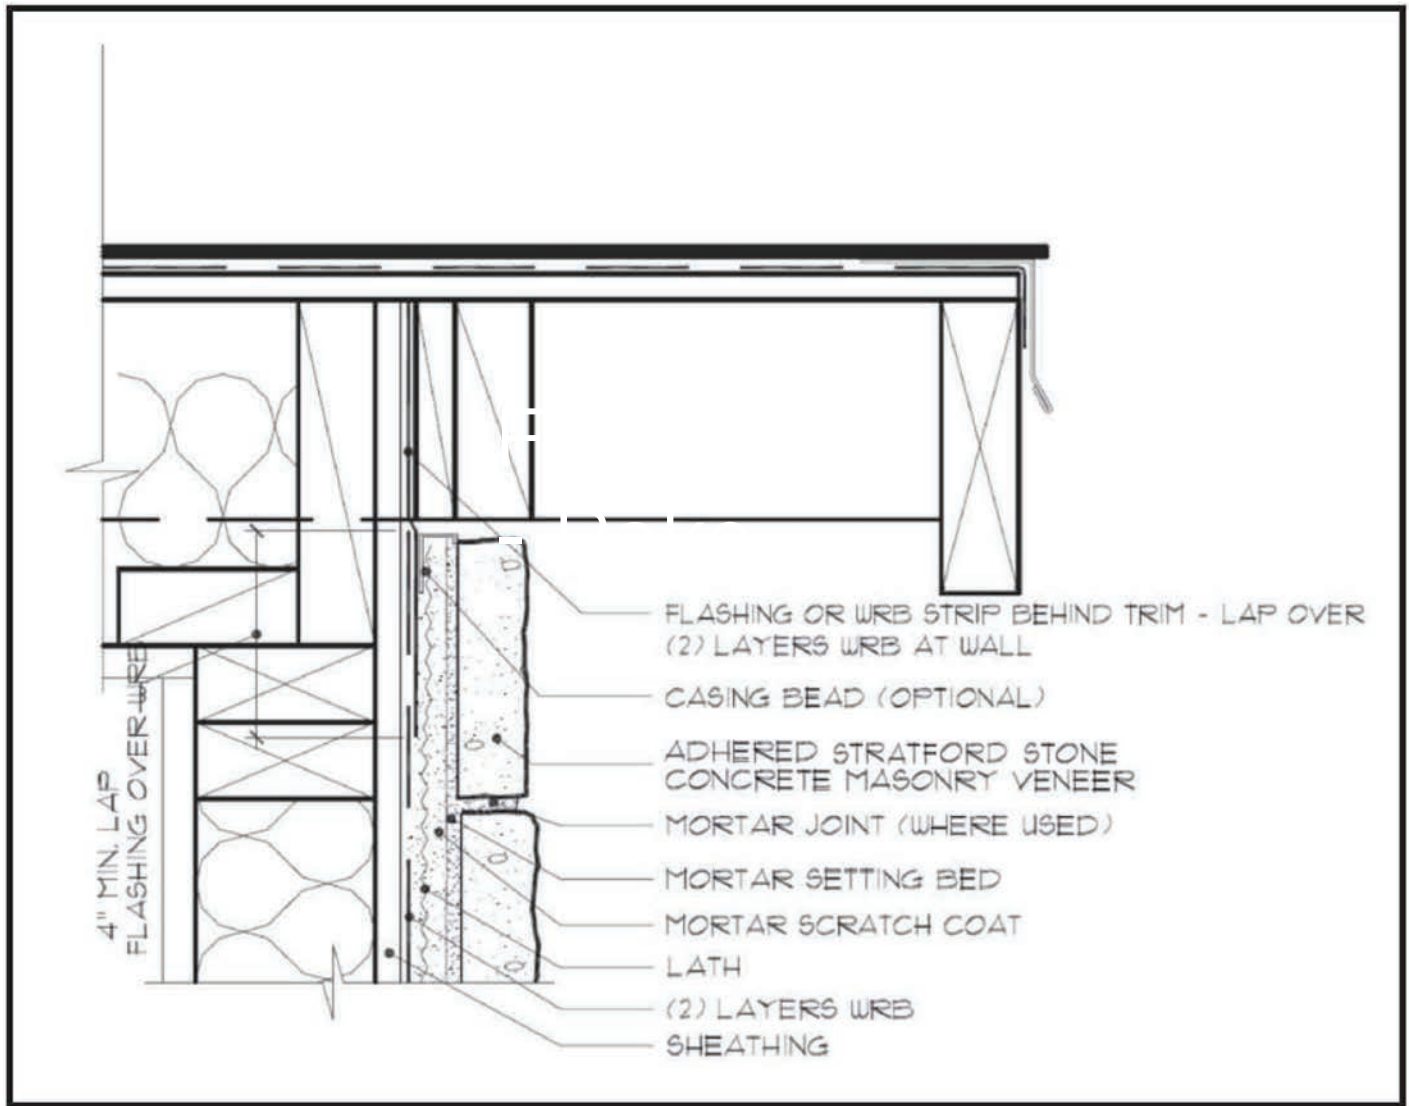 FLASHING OR WRB STRIP BEHIND TRIM - LAP OVER
(2) LAYERS WRB AT WALL
CASING BEAD (OPTIONAL)
ADHERED STRATFORD STONE
CONCRETE MASONRY VENEER
MORTAR JOINT (WHERE USED)
MORTAR SETTING BED
MORTAR SCRATCH COAT
LATH
(2) LAYERS WRB
SHEATHING
4" MIN. LAP
FLASHING OVER WRB